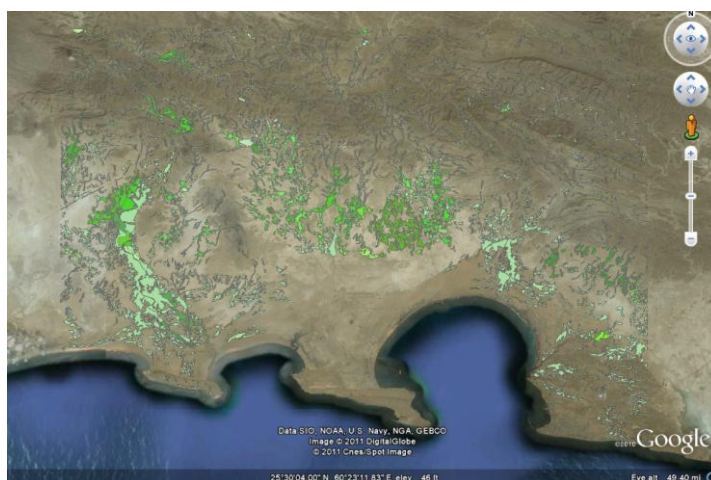 N
Data SIO, NOAA, U.S. Navy, NGA, GEBCO
Image © 2011 DigitalGlobe
© 2011 Cnes/Spot Image
©2010 Google
25°30'04.00" N 60°23'11.83" E elev 46 ft
Eye alt 49.40 mi